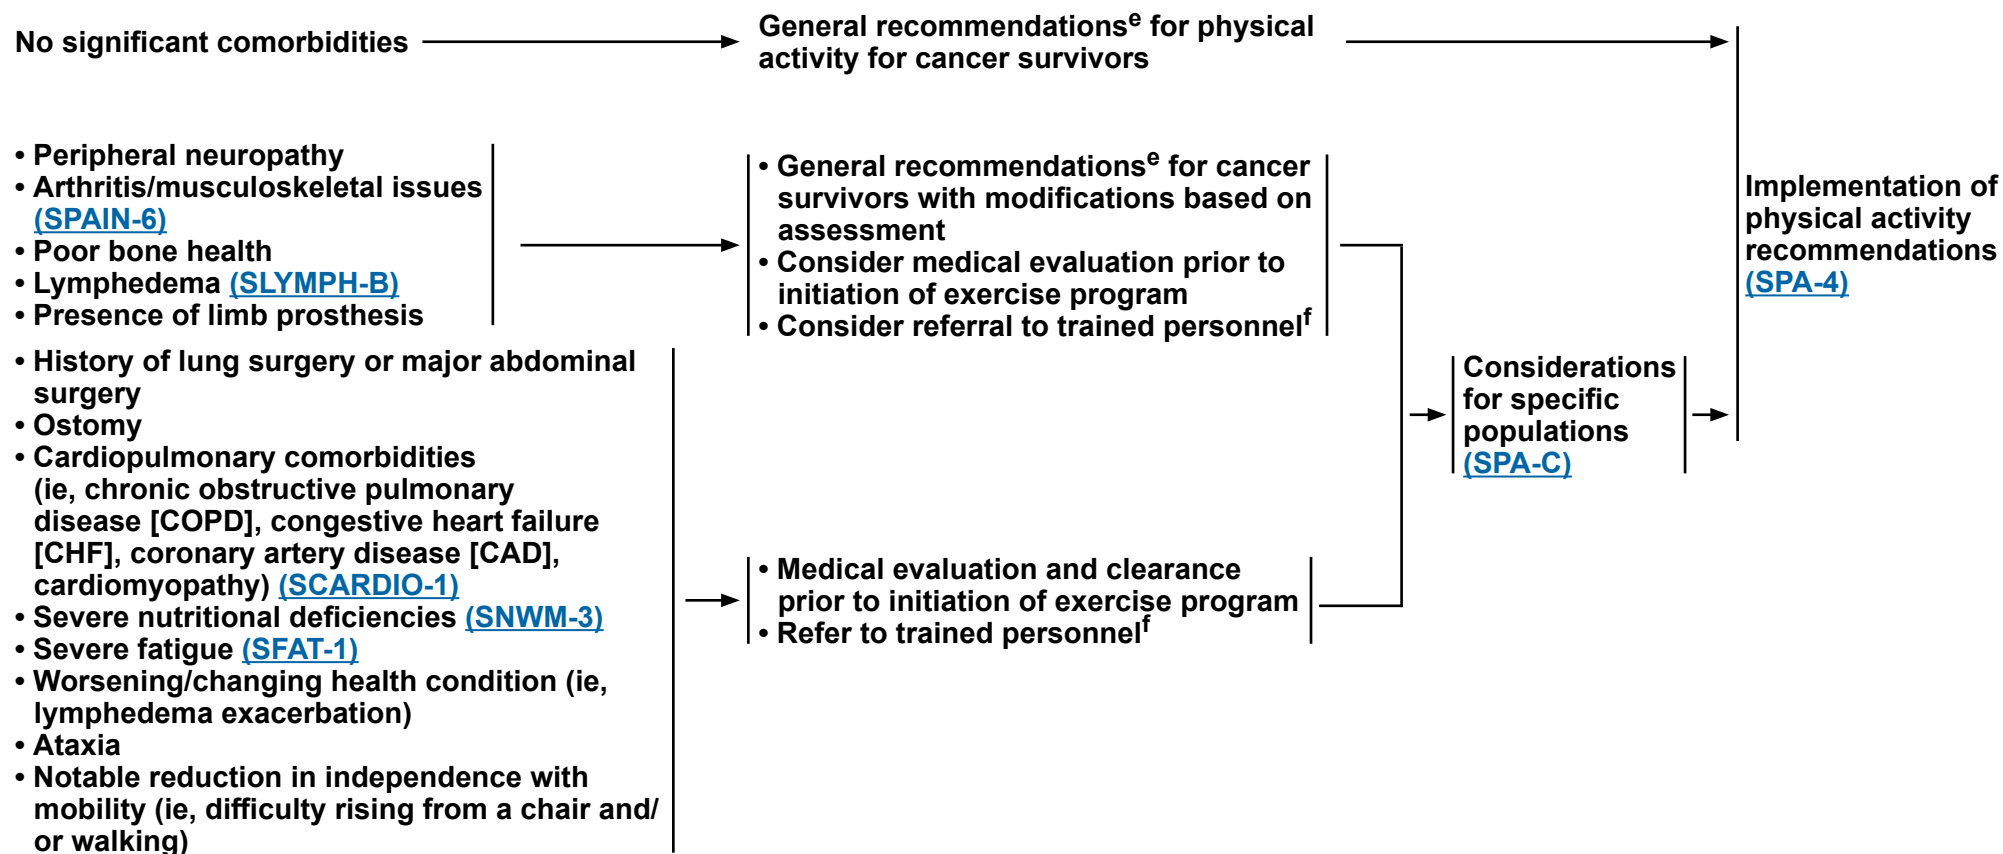 No significant comorbidities
General recommendationsᵉ for physical
activity for cancer survivors
• Peripheral neuropathy
• Arthritis/musculoskeletal issues
(SPAIN-6)
• Poor bone health
• Lymphedema (SLYMPH-B)
• Presence of limb prosthesis
• General recommendationsᵉ for cancer
survivors with modifications based on
assessment
• Consider medical evaluation prior to
initiation of exercise program
• Consider referral to trained personnelᶠ
• History of lung surgery or major abdominal
surgery
• Ostomy
• Cardiopulmonary comorbidities
(ie, chronic obstructive pulmonary
disease [COPD], congestive heart failure
[CHF], coronary artery disease [CAD],
cardiomyopathy) (SCARDIO-1)
• Severe nutritional deficiencies (SNWM-3)
• Severe fatigue (SFAT-1)
• Worsening/changing health condition (ie,
lymphedema exacerbation)
• Ataxia
• Notable reduction in independence with
mobility (ie, difficulty rising from a chair and/
or walking)
• Medical evaluation and clearance
prior to initiation of exercise program
• Refer to trained personnelᶠ
Considerations
for specific
populations
(SPA-C)
Implementation of
physical activity
recommendations
(SPA-4)